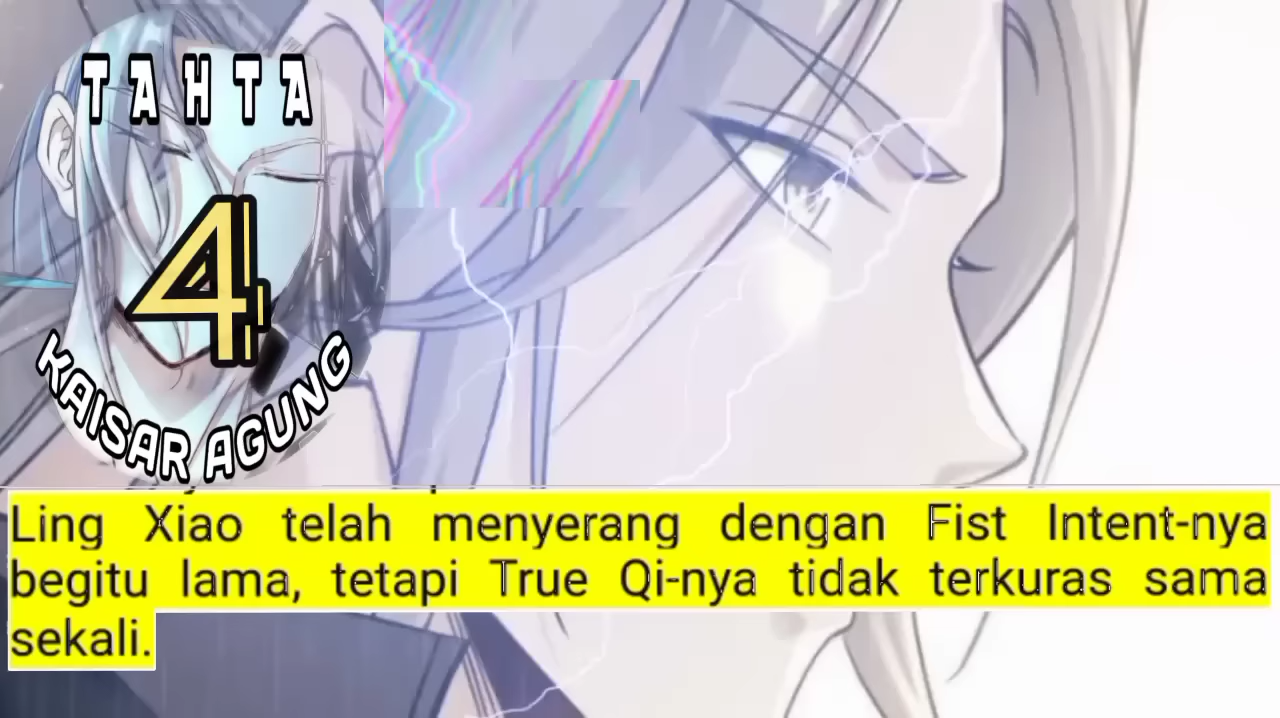 TAHTA
4
KAISAR AGUNG
Ling Xiao telah menyerang dengan Fist Intent-nya
begitu lama, tetapi True Qi-nya tidak terkuras sama
sekali.